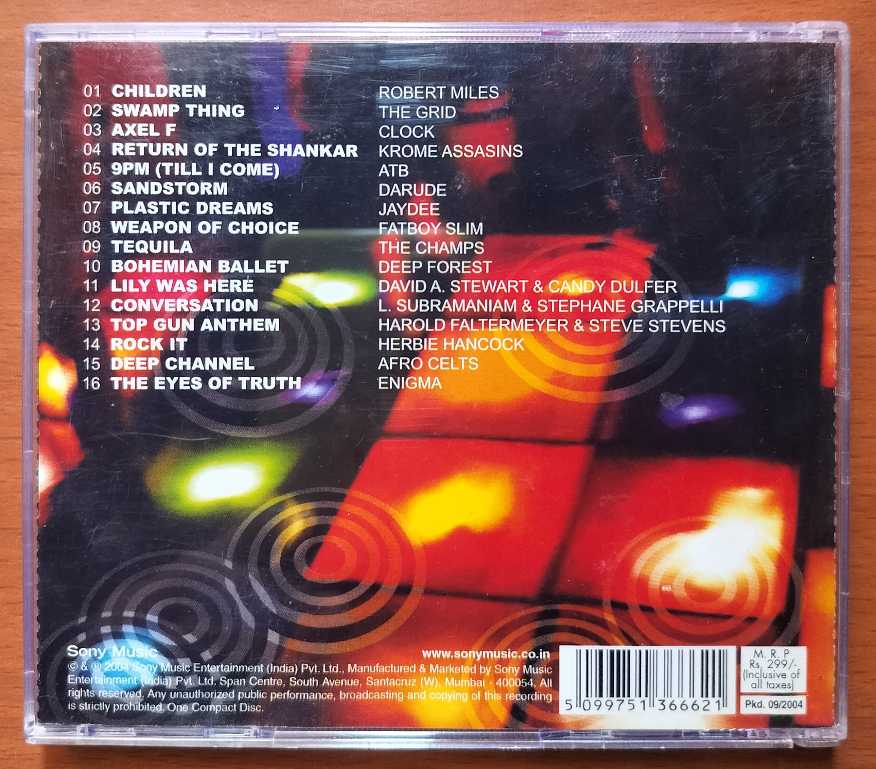 01 CHILDREN ROBERT MILES
02 SWAMP THING THE GRID
03 AXEL F CLOCK
04 RETURN OF THE SHANKAR KROME ASSASINS
05 9PM (TILL I COME) ATB
06 SANDSTORM DARUDE
07 PLASTIC DREAMS JAYDEE
08 WEAPON OF CHOICE FATBOY SLIM
09 TEQUILA THE CHAMPS
10 BOHEMIAN BALLET DEEP FOREST
11 LILY WAS HERE DAVID A. STEWART & CANDY DULFER
12 CONVERSATION L. SUBRAMANIAM & STEPHANE GRAPPELLI
13 TOP GUN ANTHEM HAROLD FALTERMEYER & STEVE STEVENS
14 ROCK IT HERBIE HANCOCK
15 DEEP CHANNEL AFRO CELTS
16 THE EYES OF TRUTH ENIGMA
Sony Music www.sonymusic.co.in
© & ℗ 2004 Sony Music Entertainment (India) Pvt. Ltd., Manufactured & Marketed by Sony Music
Entertainment (India) Pvt. Ltd. Span Centre, South Avenue, Santacruz (W), Mumbai - 400054. All
rights reserved. Any unauthorized public performance, broadcasting and copying of this recording
is strictly prohibited. One Compact Disc.
5 099751 366621
M. R. P
Rs. 299/-
(Inclusive of
all taxes)
Pkd. 09/2004